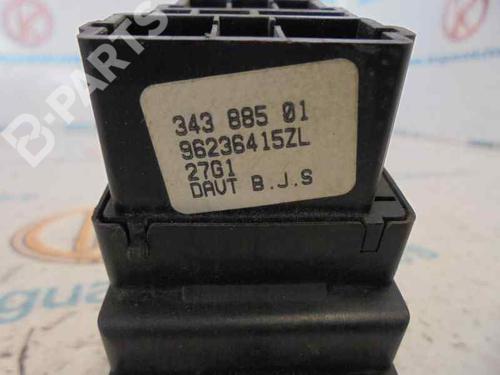 343 885 01
96236415ZL
27G1
DAVT B.J.S
B-PARTS